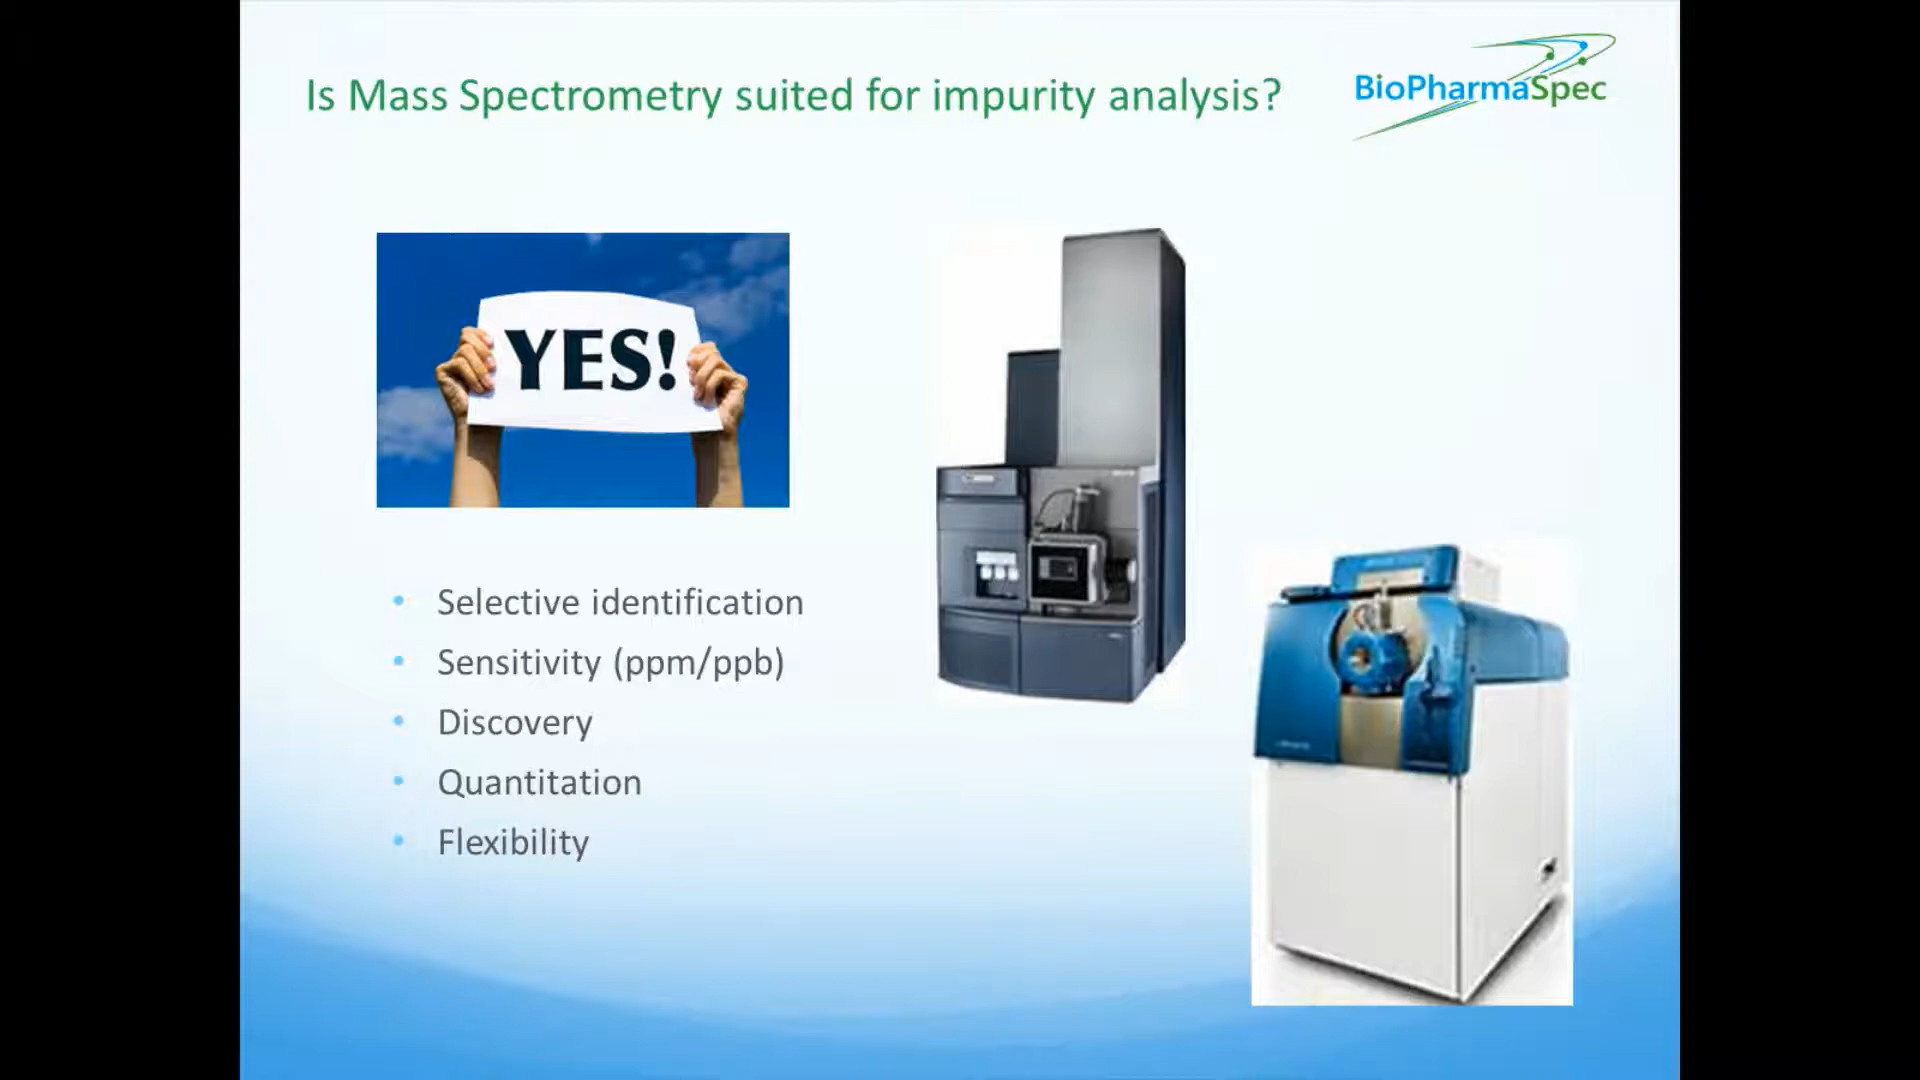 Is Mass Spectrometry suited for impurity analysis?
BioPharmaSpec
YES!
• Selective identification
• Sensitivity (ppm/ppb)
• Discovery
• Quantitation
• Flexibility